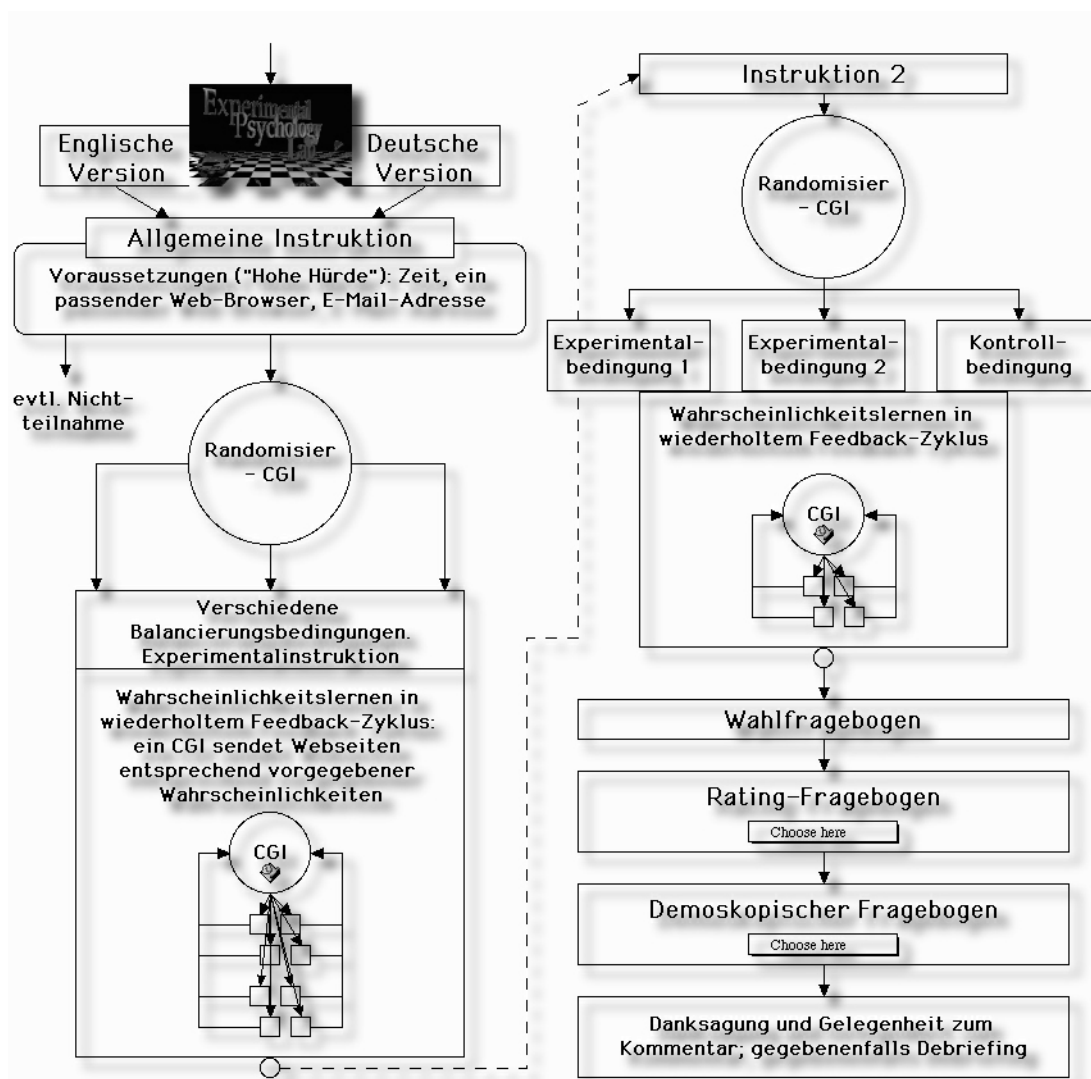 Experimental
Psychology
Lab
Englische
Version
Deutsche
Version
Allgemeine Instruktion
Voraussetzungen ("Hohe Hürde"): Zeit, ein
passender Web-Browser, E-Mail-Adresse
evtl. Nicht-
teilnahme
Randomisier
- CGI
Verschiedene
Balancierungsbedingungen.
Experimentalinstruktion
Wahrscheinlichkeitslernen in
wiederholtem Feedback-Zyklus:
ein CGI sendet Webseiten
entsprechend vorgegebener
Wahrscheinlichkeiten
CGI
Instruktion 2
Randomisier
- CGI
Experimental-
bedingung 1
Experimental-
bedingung 2
Kontroll-
bedingung
Wahrscheinlichkeitslernen in
wiederholtem Feedback-Zyklus
CGI
Wahlfragebogen
Rating-Fragebogen
Choose here
Demoskopischer Fragebogen
Choose here
Danksagung und Gelegenheit zum
Kommentar; gegebenenfalls Debriefing